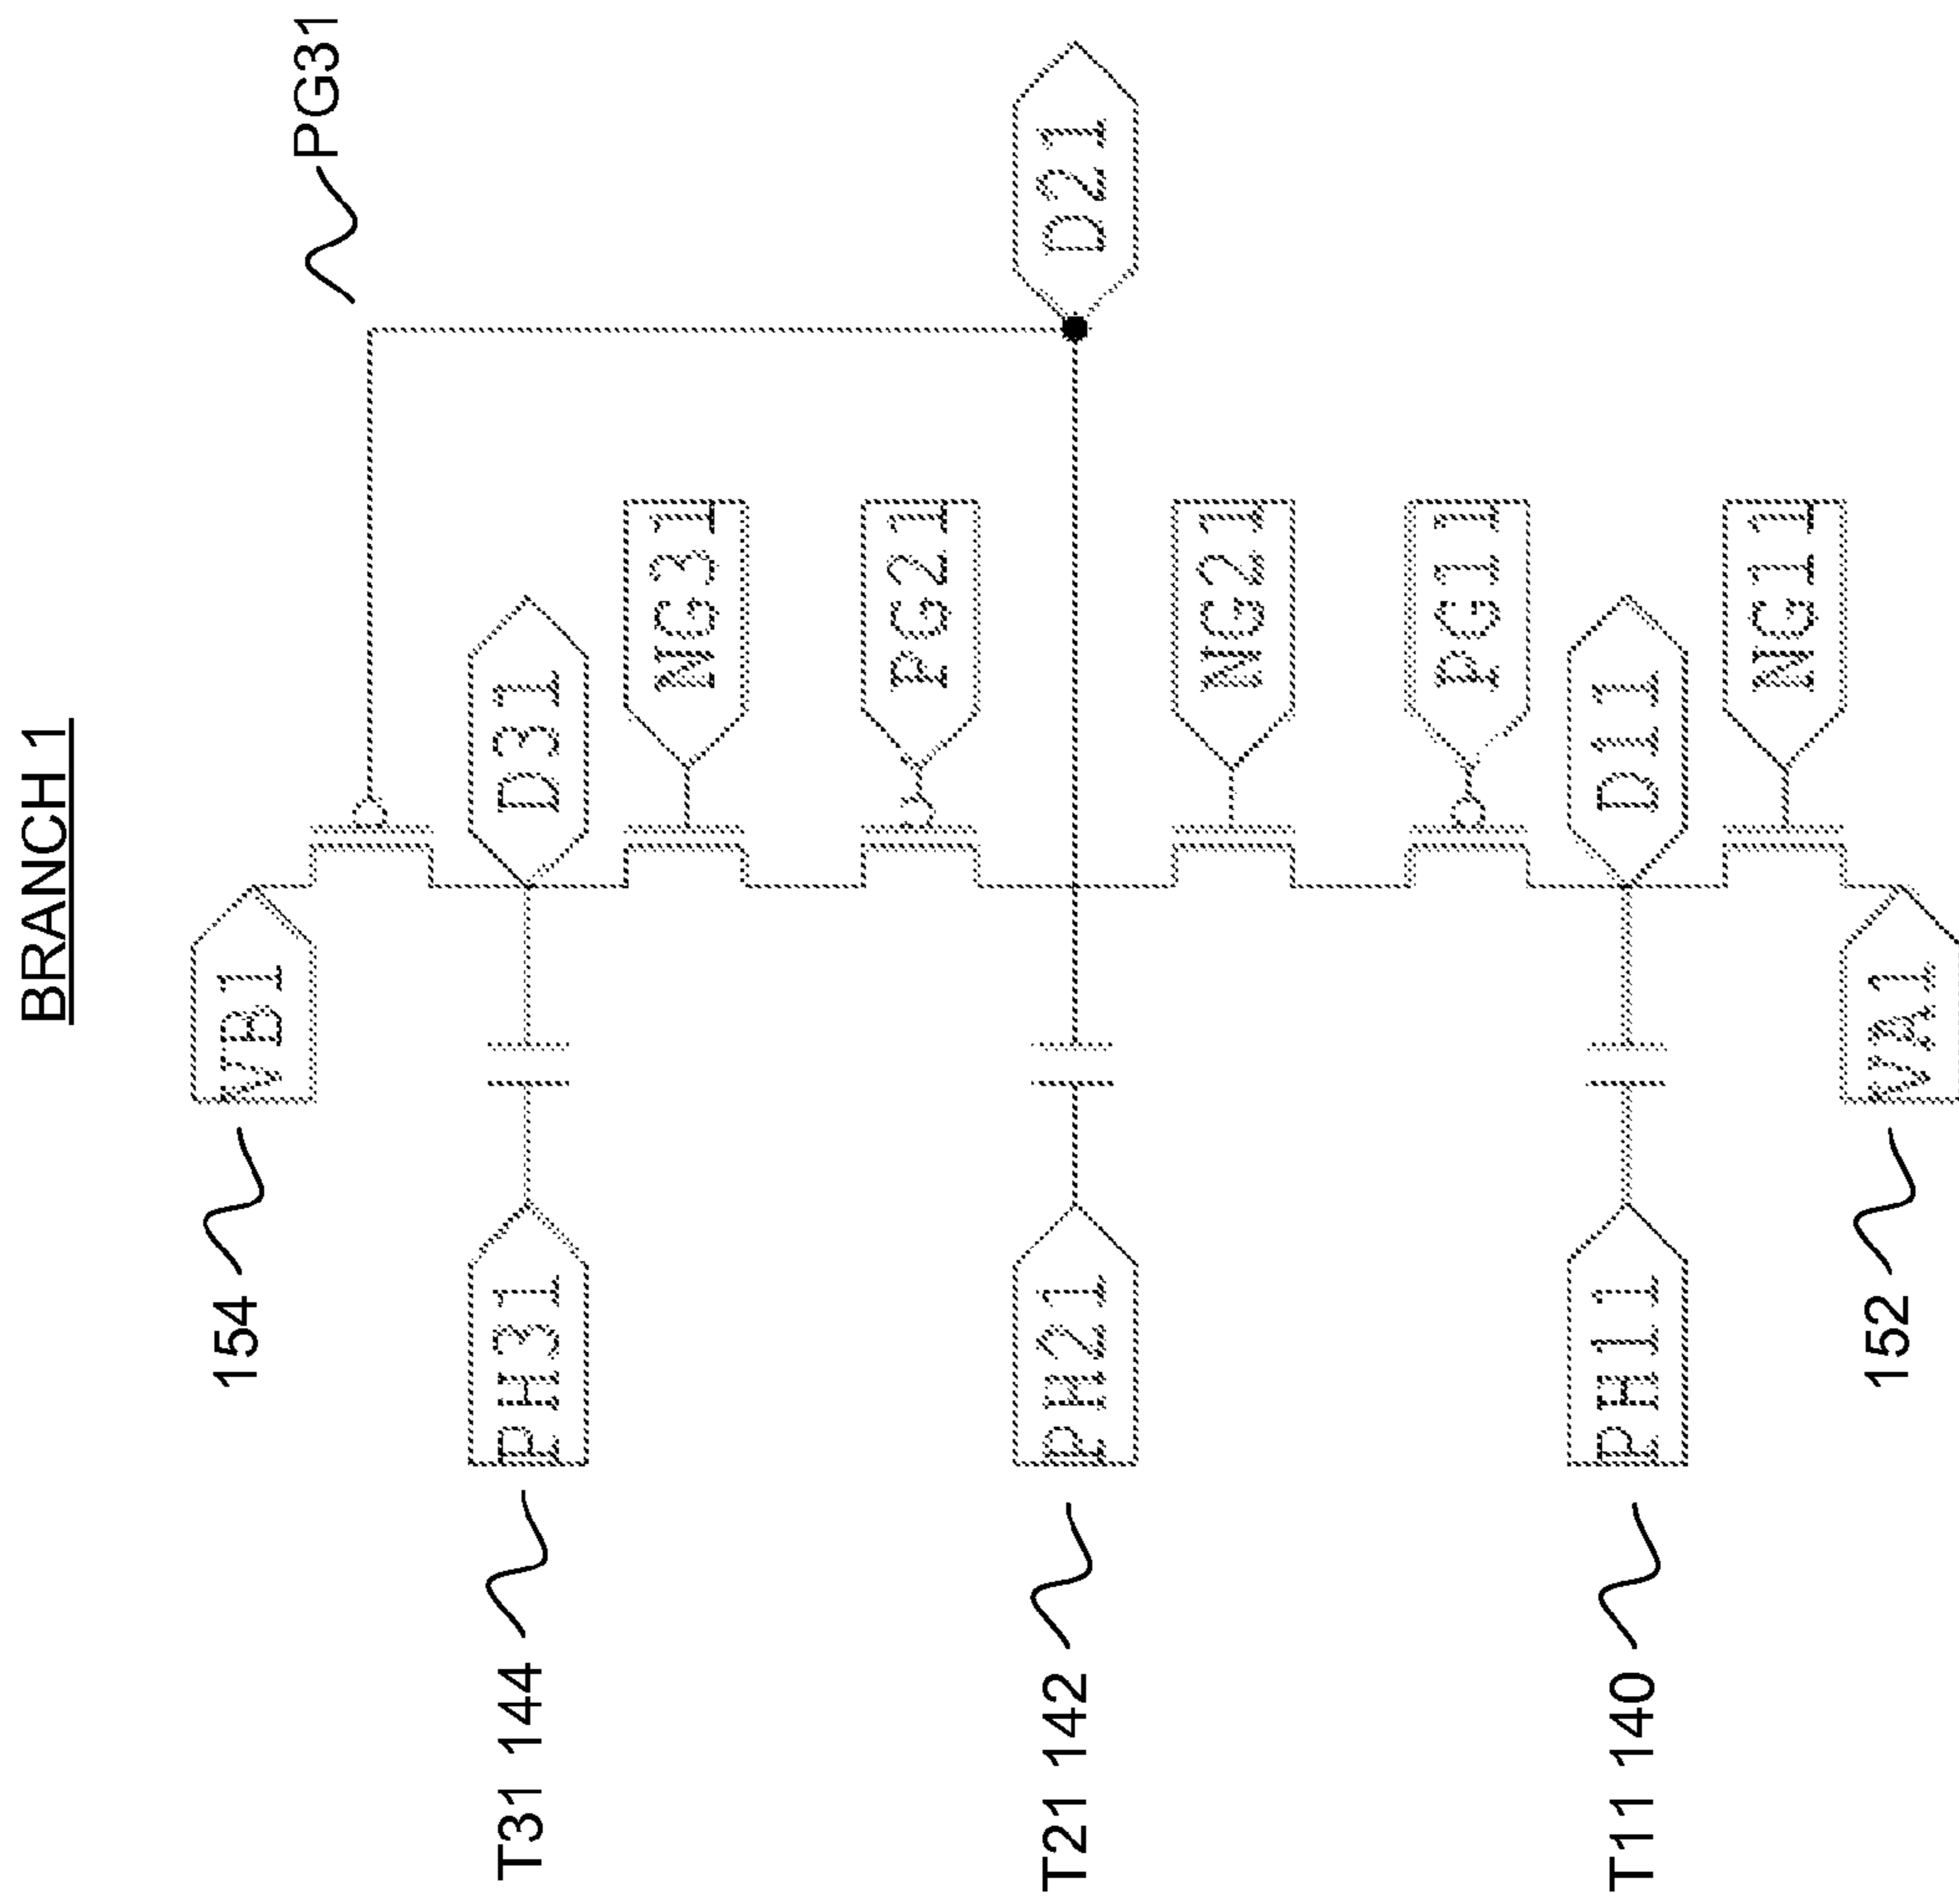 BRANCH 1
PG31
154
VB1
D31
T31 144
PH31
NG31
PG21
D21
T21 142
PH21
NG21
PG11
D11
T11 140
PH11
NG11
152
VA1